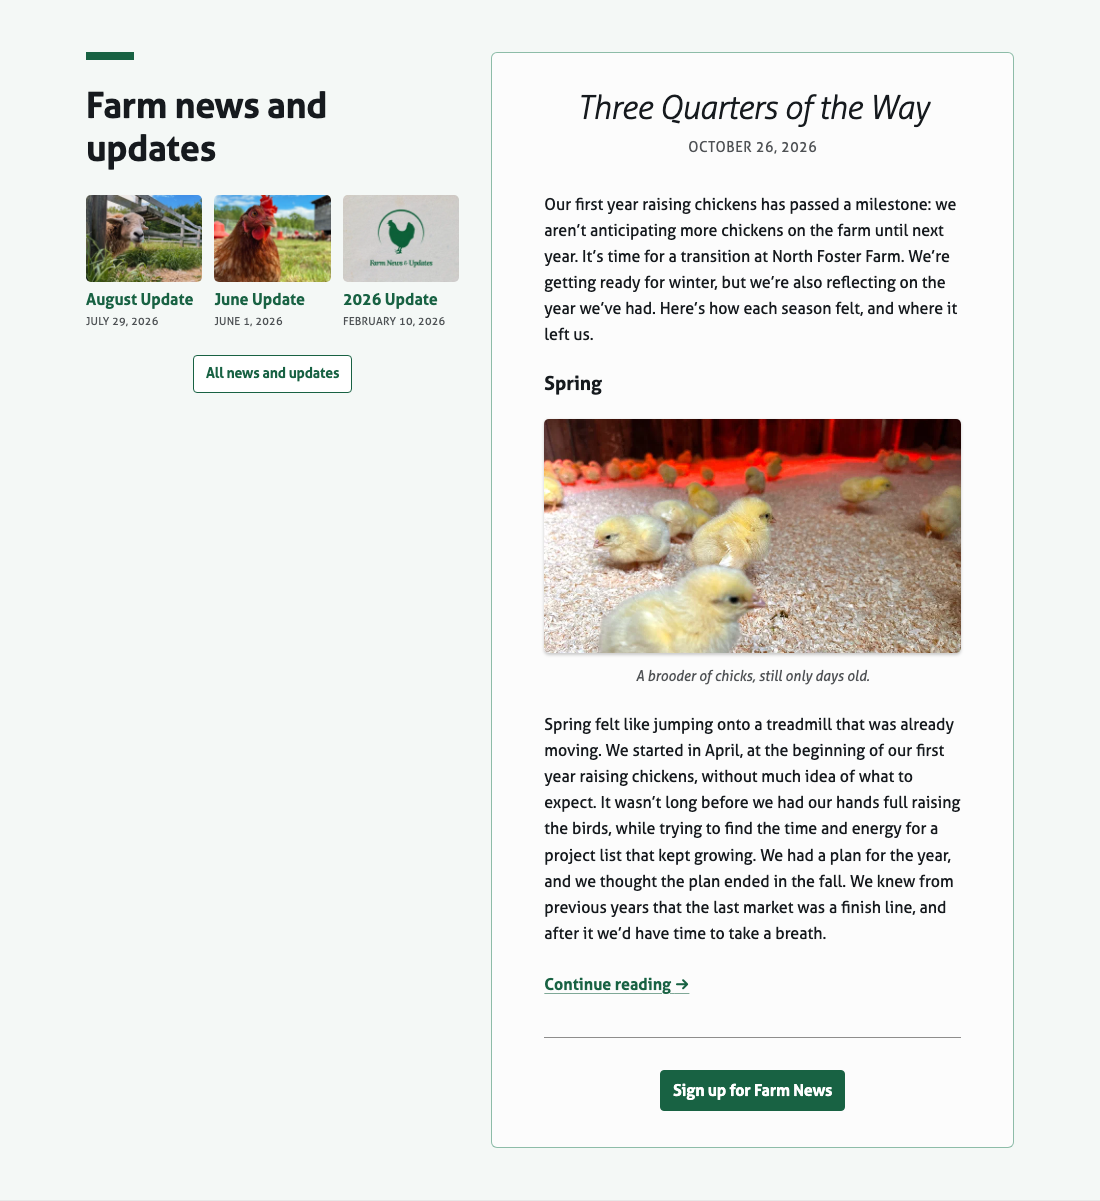 Farm news and
updates
Farm News & Updates
August Update
JULY 29, 2026
June Update
JUNE 1, 2026
2026 Update
FEBRUARY 10, 2026
All news and updates
Three Quarters of the Way
OCTOBER 26, 2026
Our first year raising chickens has passed a milestone: we
aren’t anticipating more chickens on the farm until next
year. It’s time for a transition at North Foster Farm. We’re
getting ready for winter, but we’re also reflecting on the
year we’ve had. Here’s how each season felt, and where it
left us.
Spring
A brooder of chicks, still only days old.
Spring felt like jumping onto a treadmill that was already
moving. We started in April, at the beginning of our first
year raising chickens, without much idea of what to
expect. It wasn’t long before we had our hands full raising
the birds, while trying to find the time and energy for a
project list that kept growing. We had a plan for the year,
and we thought the plan ended in the fall. We knew from
previous years that the last market was a finish line, and
after it we’d have time to take a breath.
Continue reading →
Sign up for Farm News